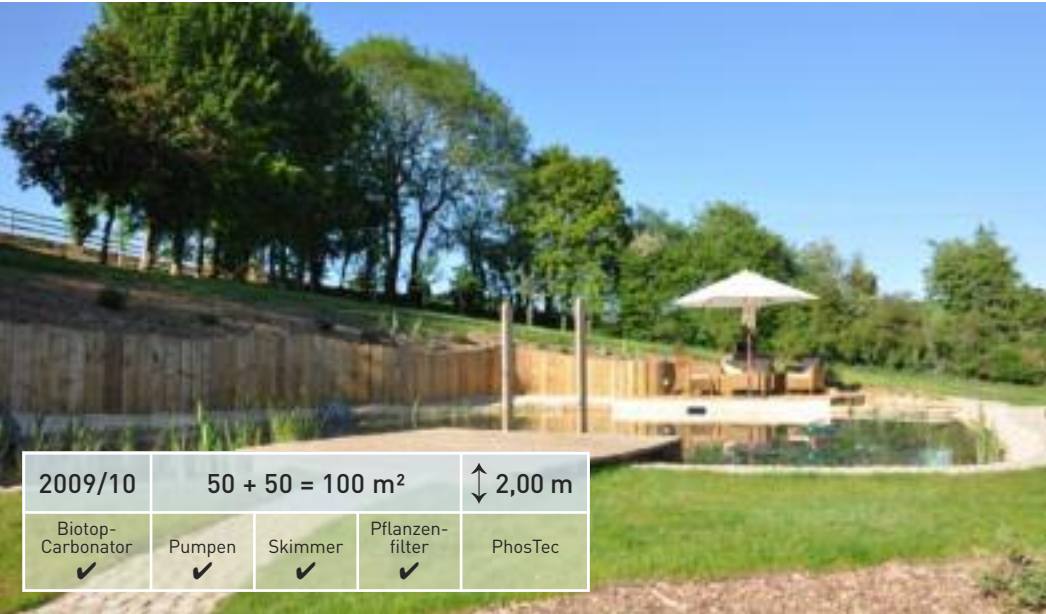 2009/10 50 + 50 = 100 m² ↕ 2,00 m
Biotop-
Carbonator
✔
Pumpen
✔
Skimmer
✔
Pflanzen-
filter
✔
PhosTec